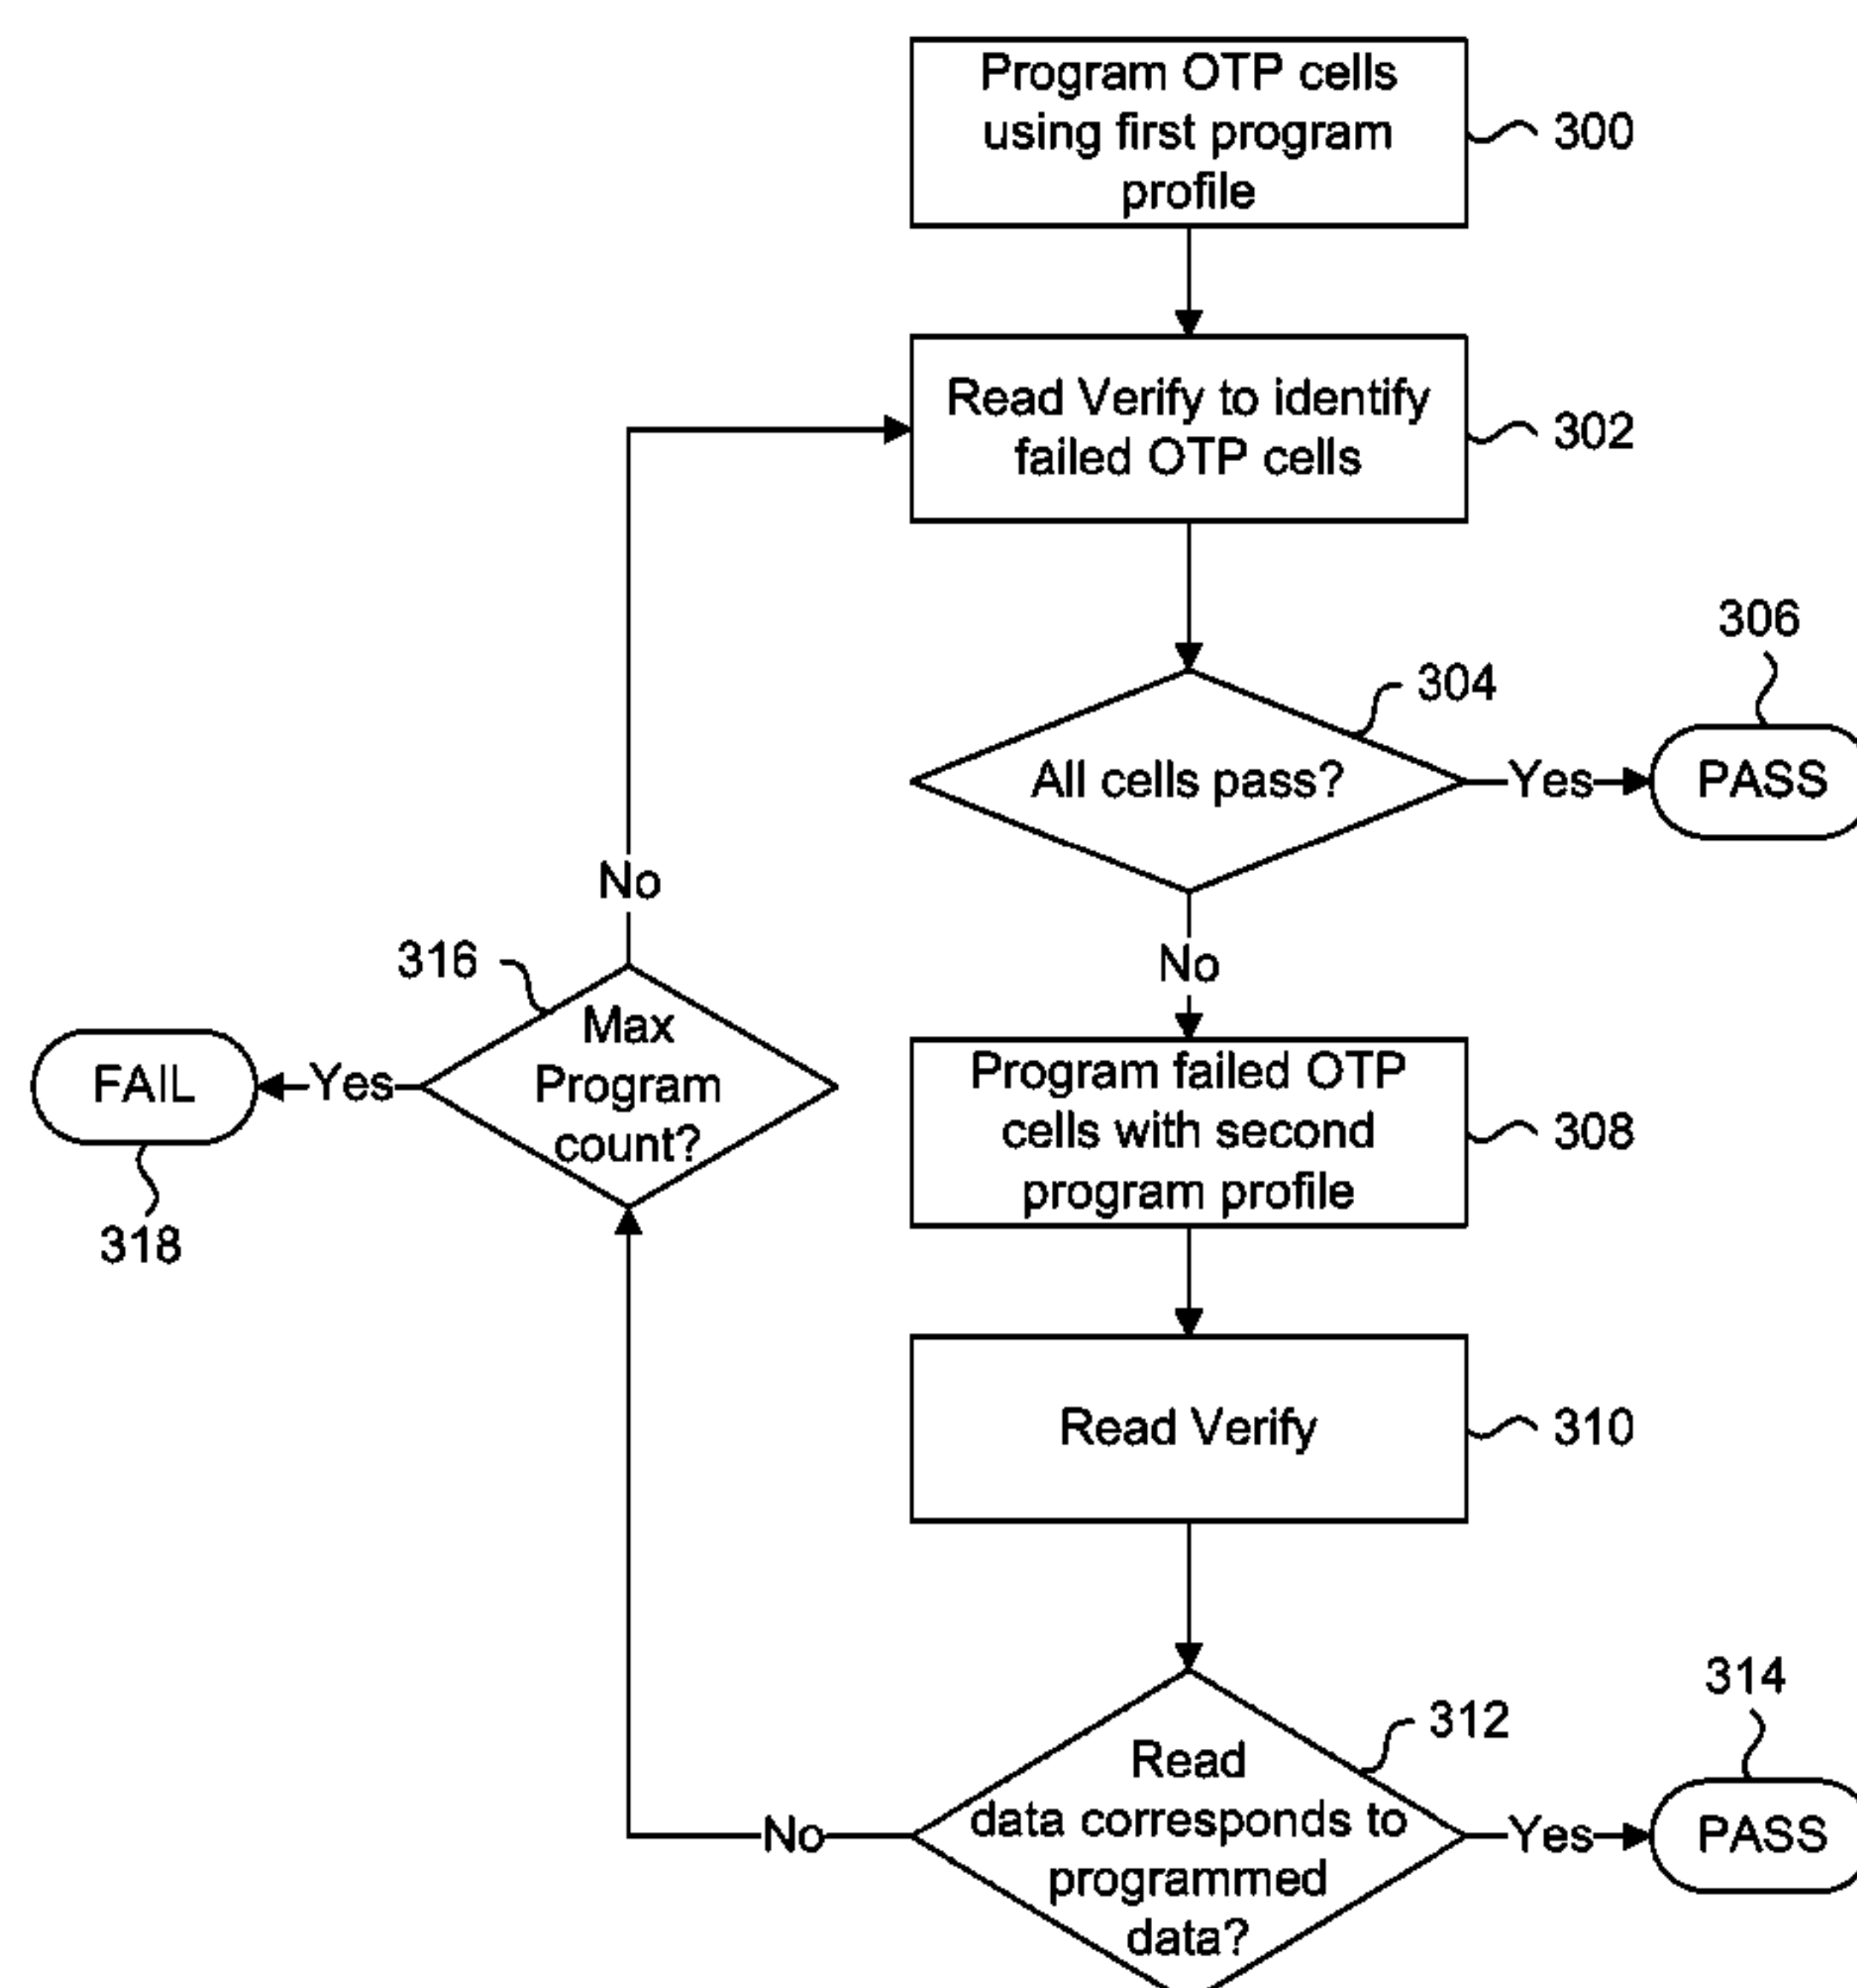 Program OTP cells
using first program
profile
300
Read Verify to identify
failed OTP cells
302
306
304
All cells pass?
Yes
PASS
No
No
316
Max
Program
count?
Yes
FAIL
318
Program failed OTP
cells with second
program profile
308
Read Verify
310
314
312
Read
data corresponds to
programmed
data?
No
Yes
PASS